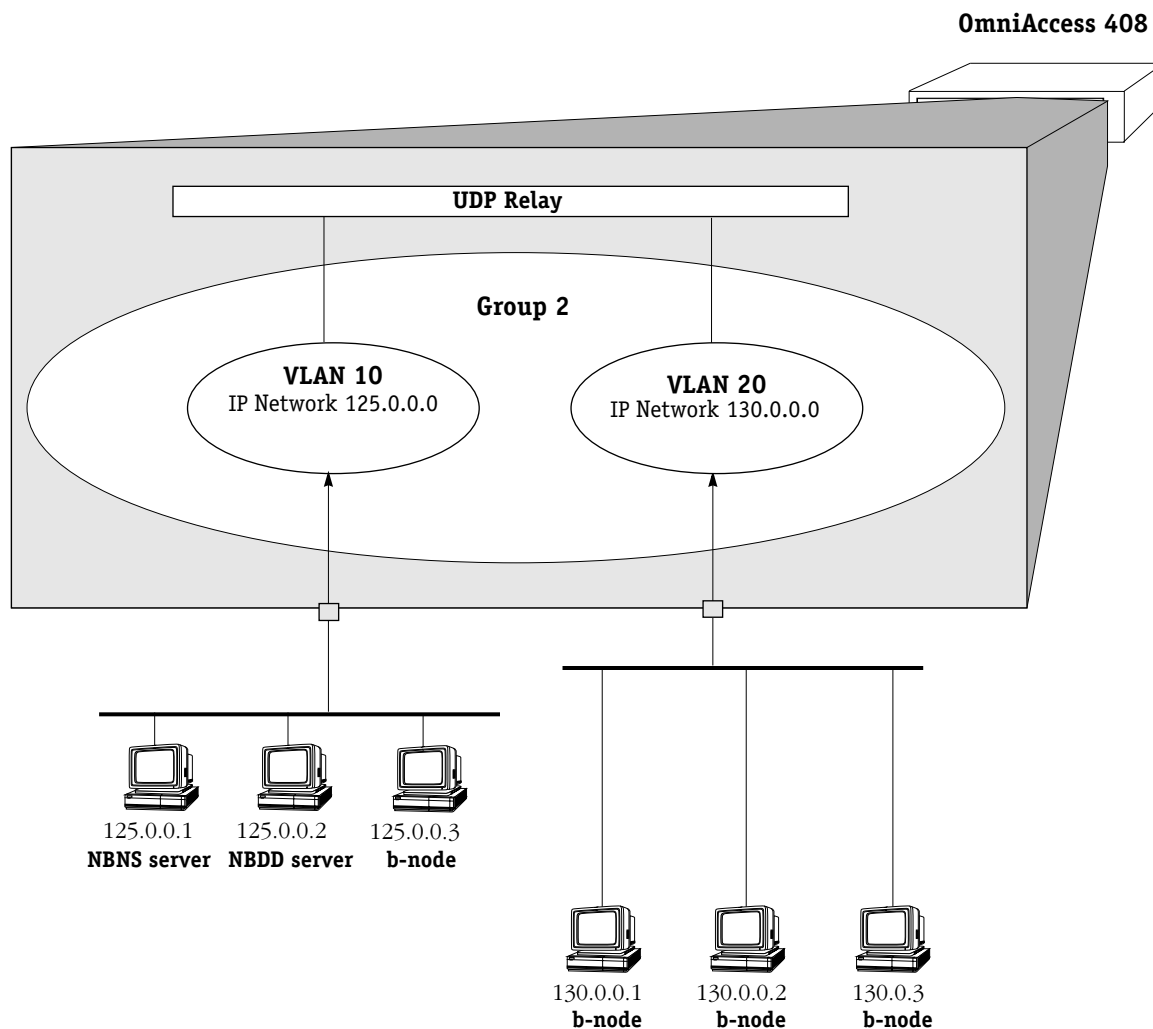 OmniAccess 408
UDP Relay
Group 2
VLAN 10
IP Network 125.0.0.0
VLAN 20
IP Network 130.0.0.0
125.0.0.1
NBNS server
125.0.0.2
NBDD server
125.0.0.3
b-node
130.0.0.1
b-node
130.0.0.2
b-node
130.0.3
b-node